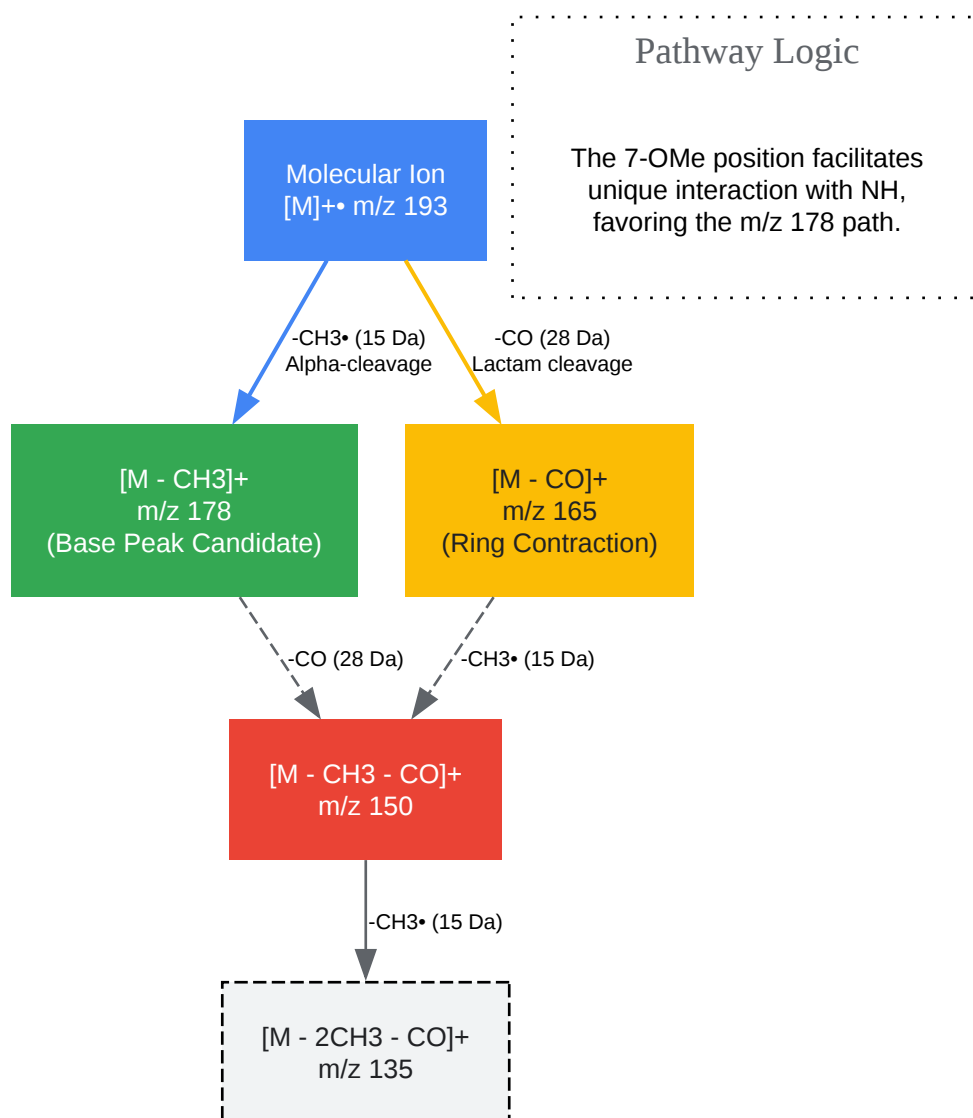 Pathway Logic
The 7-OMe position facilitates
unique interaction with NH,
favoring the m/z 178 path.
Molecular Ion
[M]+• m/z 193
-CH3• (15 Da)
Alpha-cleavage
-CO (28 Da)
Lactam cleavage
[M - CH3]+
m/z 178
(Base Peak Candidate)
[M - CO]+
m/z 165
(Ring Contraction)
-CO (28 Da)
-CH3• (15 Da)
[M - CH3 - CO]+
m/z 150
-CH3• (15 Da)
[M - 2CH3 - CO]+
m/z 135